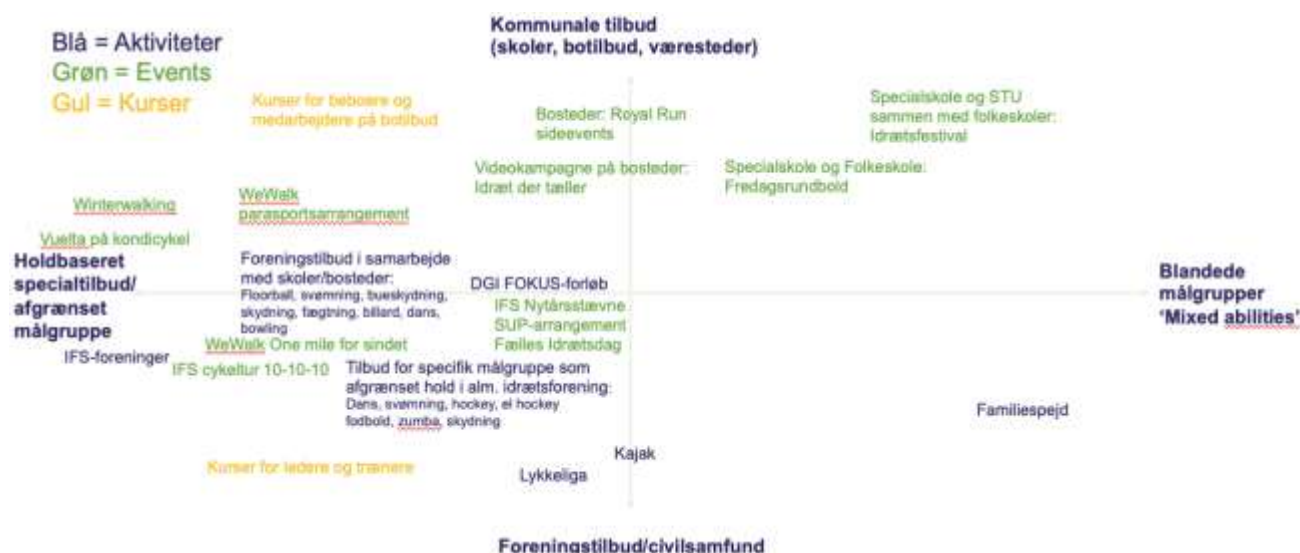 Kommunale tilbud
(skoler, botilbud, væresteder)
Blå = Aktiviteter
Grøn = Events
Gul = Kurser
Kurser for beboere og
medarbejdere på botilbud
Bosteder: Royal Run
sideevents
Specialskole og STU
sammen med folkeskoler:
Idrætsfestival
Videokampagne på bosteder:
Idræt der tæller
Specialskole og Folkeskole:
Fredagsrundbold
Winterwalking
WeWalk
parasportsarrangement
Vuelta på kondicykel
Holdbaseret
specialtilbud/
afgrænset
målgruppe
Foreningstilbud i samarbejde
med skoler/bosteder:
Floorball, svømning, bueskydning,
skydning, fægtning, billard, dans,
bowling
DGI FOKUS-forløb
IFS Nytårsstævne
SUP-arrangement
Fælles Idrætsdag
Blandede
målgrupper
‘Mixed abilities’
IFS-foreninger
WeWalk One mile for sindet
IFS cykeltur 10-10-10
Tilbud for specifik målgruppe som
afgrænset hold i alm. idrætsforening:
Dans, svømning, hockey, el hockey
fodbold, zumba, skydning
Familiespejd
Kajak
Kurser for ledere og trænere
Lykkeliga
Foreningstilbud/civilsamfund